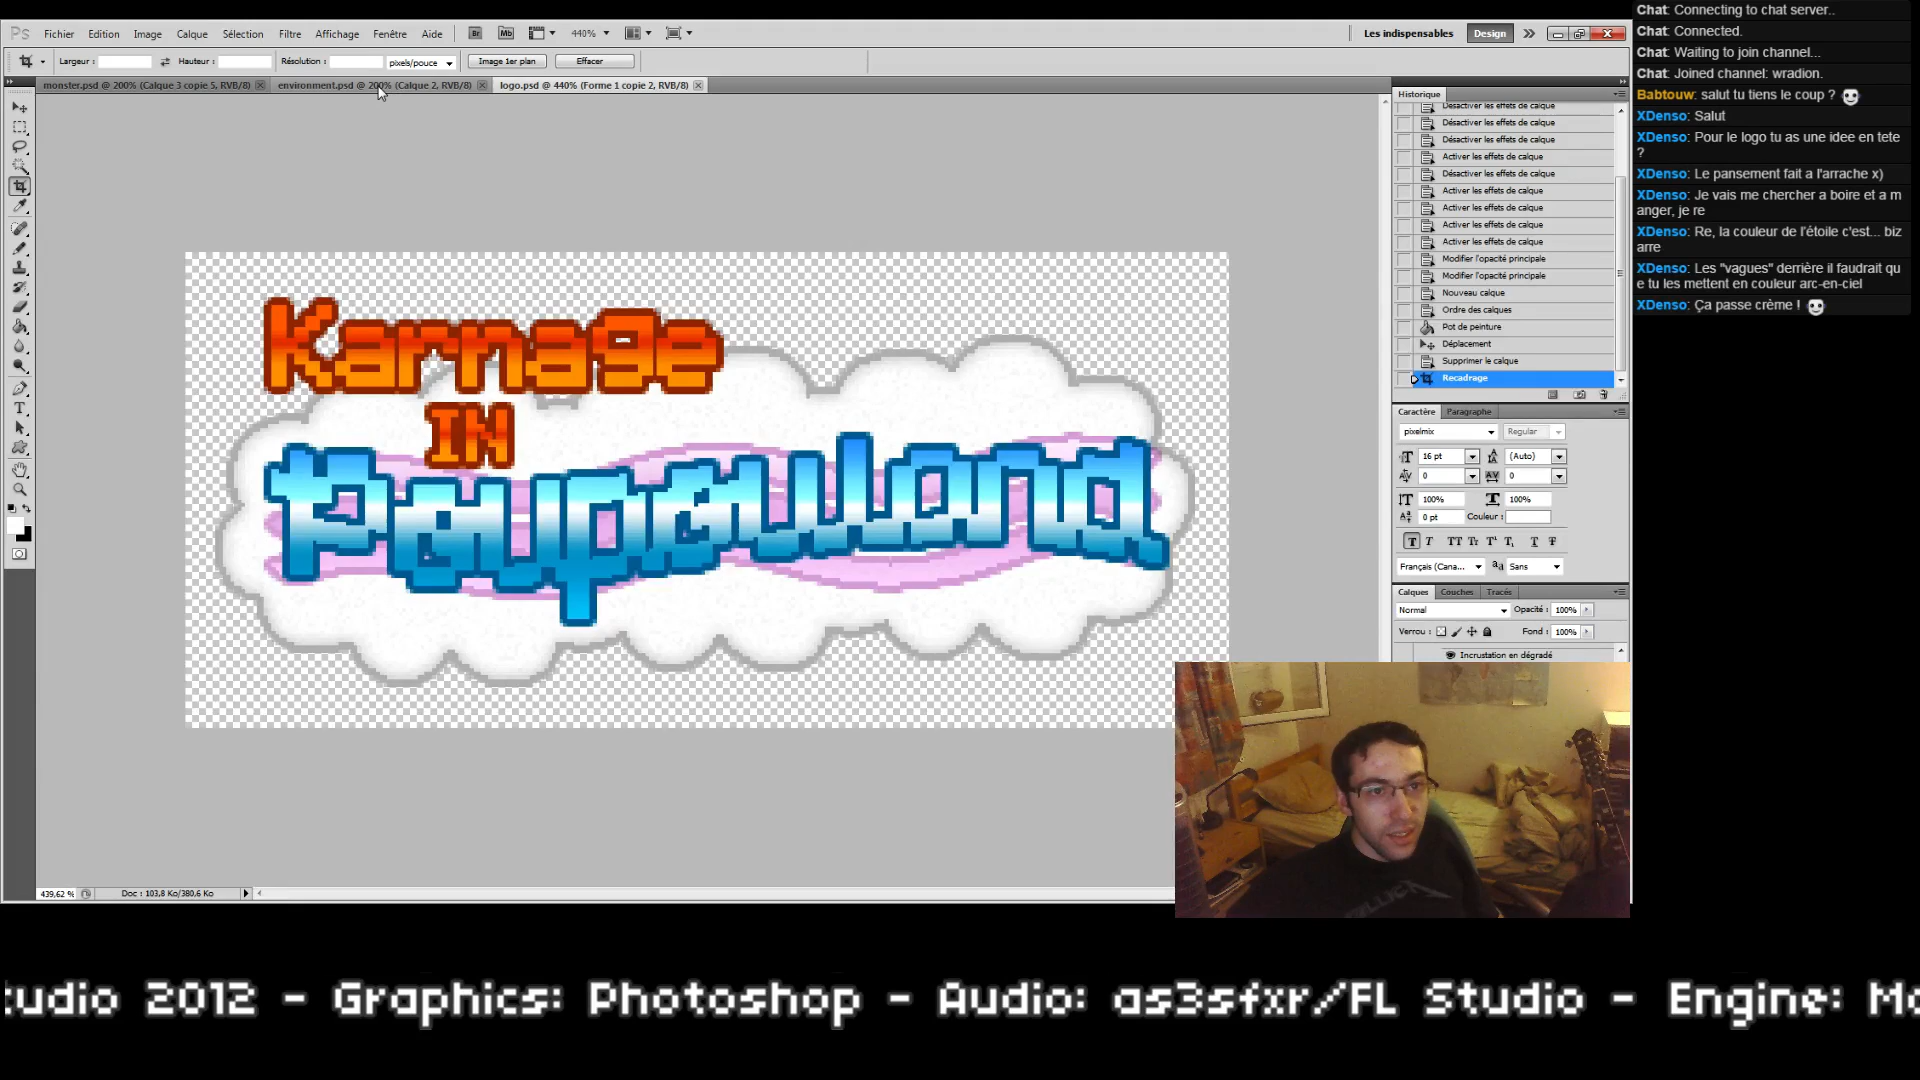 Ps Fichier Edition Image Calque Sélection Filtre Affichage Fenêtre Aide Br Mb 440% Les indispensables Design
Largeur : Hauteur : Résolution : pixels/pouce Image 1er plan Effacer
monster.psd @ 200% (Calque 3 copie 5, RVB/8) environment.psd @ 200% (Calque 2, RVB/8) logo.psd @ 440% (Forme 1 copie 2, RVB/8)
Karnage
IN
Historique
Désactiver les effets de calque
Désactiver les effets de calque
Désactiver les effets de calque
Activer les effets de calque
Désactiver les effets de calque
Activer les effets de calque
Activer les effets de calque
Activer les effets de calque
Activer les effets de calque
Modifier l'opacité principale
Modifier l'opacité principale
Nouveau calque
Ordre des calques
Pot de peinture
Déplacement
Supprimer le calque
Recadrage
Caractère Paragraphe
pixelmix Regular
16 pt (Auto)
0 0
100% 100%
0 pt Couleur :
Français (Cana... aa Sans
Calques Couches Tracés
Normal Opacité : 100%
Verrou : Fond : 100%
Incrustation en dégradé
439,62 % Doc : 103,8 Ko/380,6 Ko
Chat: Connecting to chat server..
Chat: Connected.
Chat: Waiting to join channel...
Chat: Joined channel: wradion.
Babtouw: salut tu tiens le coup ?
XDenso: Salut
XDenso: Pour le logo tu as une idee en tete
?
XDenso: Le pansement fait a l'arrache x)
XDenso: Je vais me chercher a boire et a m
anger, je re
XDenso: Re, la couleur de l'étoile c'est... biz
arre
XDenso: Les "vagues" derrière il faudrait qu
e tu les mettent en couleur arc-en-ciel
XDenso: Ça passe crème !
tudio 2012 - Graphics: Photoshop - Audio: as3sfxr/FL Studio - Engine: Mo